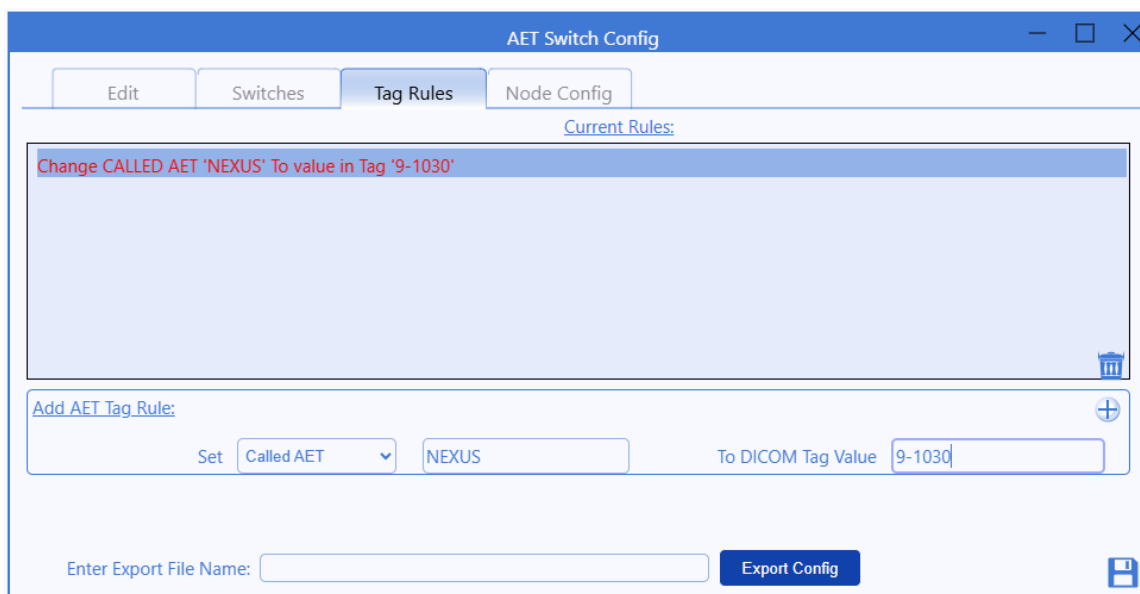 AET Switch Config
Edit Switches Tag Rules Node Config
Current Rules:
Change CALLED AET 'NEXUS' To value in Tag '9-1030'
Add AET Tag Rule:
Set Called AET NEXUS To DICOM Tag Value 9-1030
Enter Export File Name: Export Config